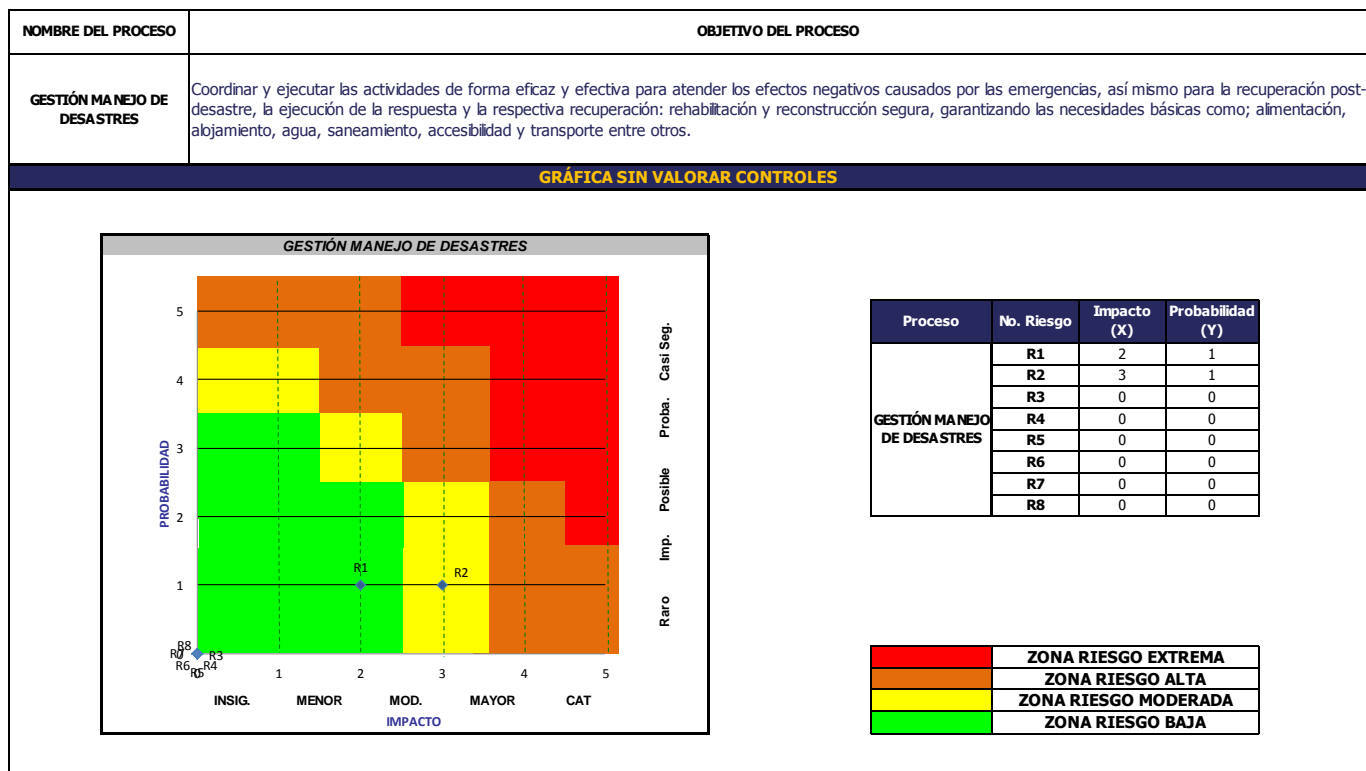 NOMBRE DEL PROCESO
OBJETIVO DEL PROCESO
GESTIÓN MANEJO DE
DESASTRES
Coordinar y ejecutar las actividades de forma eficaz y efectiva para atender los efectos negativos causados por las emergencias, así mismo para la recuperación post-
desastre, la ejecución de la respuesta y la respectiva recuperación: rehabilitación y reconstrucción segura, garantizando las necesidades básicas como; alimentación,
alojamiento, agua, saneamiento, accesibilidad y transporte entre otros.
GRÁFICA SIN VALORAR CONTROLES
GESTIÓN MANEJO DE DESASTRES
PROBABILIDAD
5
4
3
2
1
0
R1
R2
R8
R7
R3
R6
R4
R5
0 1 2 3 4 5
INSIG. MENOR MOD. MAYOR CAT
IMPACTO
Raro Imp. Posible Proba. Casi Seg.
Proceso No. Riesgo Impacto (X) Probabilidad (Y)
GESTIÓN MANEJO
DE DESASTRES
R1 2 1
R2 3 1
R3 0 0
R4 0 0
R5 0 0
R6 0 0
R7 0 0
R8 0 0
ZONA RIESGO EXTREMA
ZONA RIESGO ALTA
ZONA RIESGO MODERADA
ZONA RIESGO BAJA